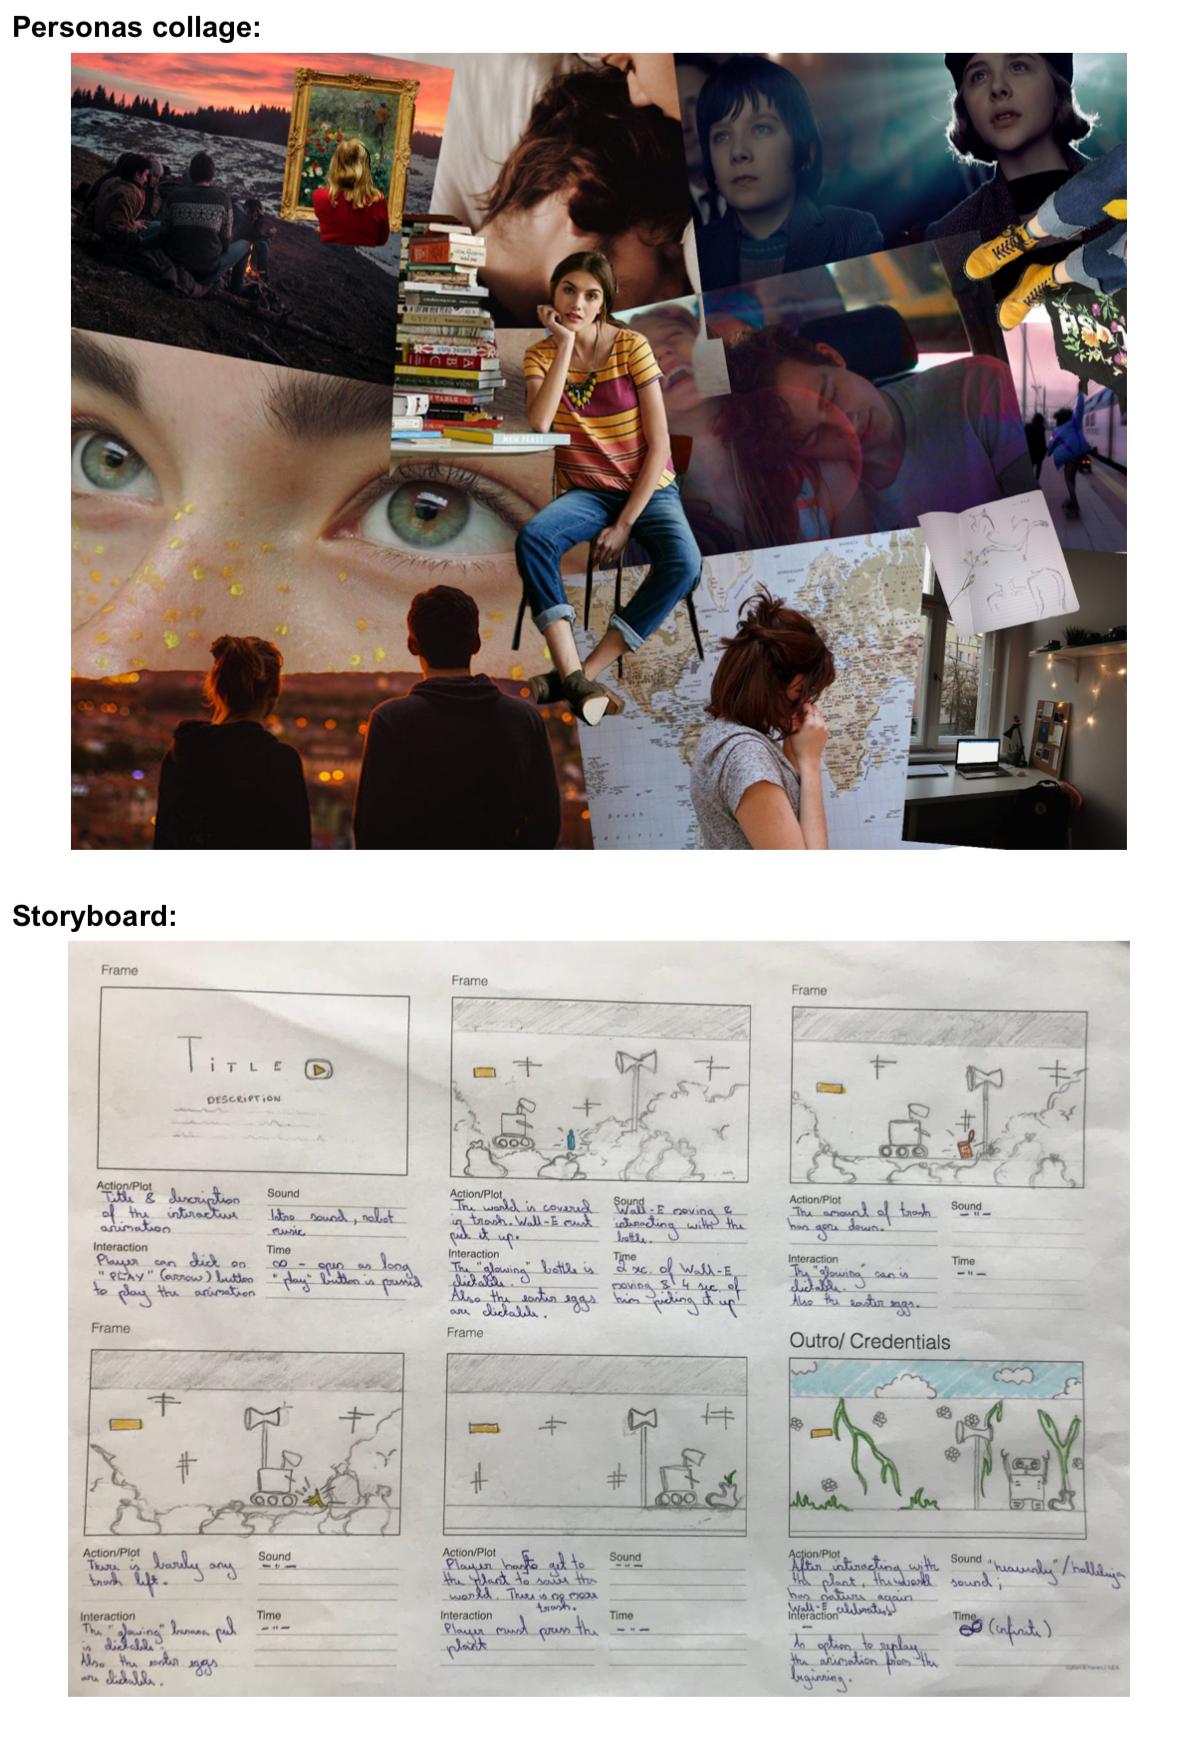 Personas collage:
GYPSY
TABLE
NEW FEAST
South
Pacific
Storyboard:
Frame
TiTLE
DESCRIPTiON
Action/Plot
Title & description
of the interactive
animation
Sound
Intro sound, robot
music
Interaction
Player can click on
"PLAY" (arrow) button
to play the animation
Time
∞ - open as long
"play" button is pressed
Frame
Action/Plot
The world is covered
in trash. Wall-E must
put it up.
Sound
Wall-E moving &
interacting with the
bottle.
Interaction
The "glowing" bottle is
clickable.
Also the easter eggs
are clickable.
Time
2 sec. of Wall-E
moving & 4 sec. of
him picking it up
Frame
Action/Plot
The amount of trash
has gone down.
Sound
-"-
Interaction
The "glowing" can is
clickable.
Also the easter eggs.
Time
-"-
Frame
Action/Plot
There is barely any
trash left.
Sound
-"-
Interaction
The "glowing" banana peel
is clickable.
Also the easter eggs
are clickable.
Time
-"-
Frame
Action/Plot
Player has to get to
the plant to save the
world. There is no more
trash.
Sound
-"-
Interaction
Player must press the
plant
Time
-"-
Outro/ Credentials
Action/Plot
After interacting with
the plant, the world
has nature again
Wall-E celebrates
Sound
"heavenly"/halleluja
sound;
Interaction
-
In option to replay
the animation from the
beginning.
Time
∞ (infinite)